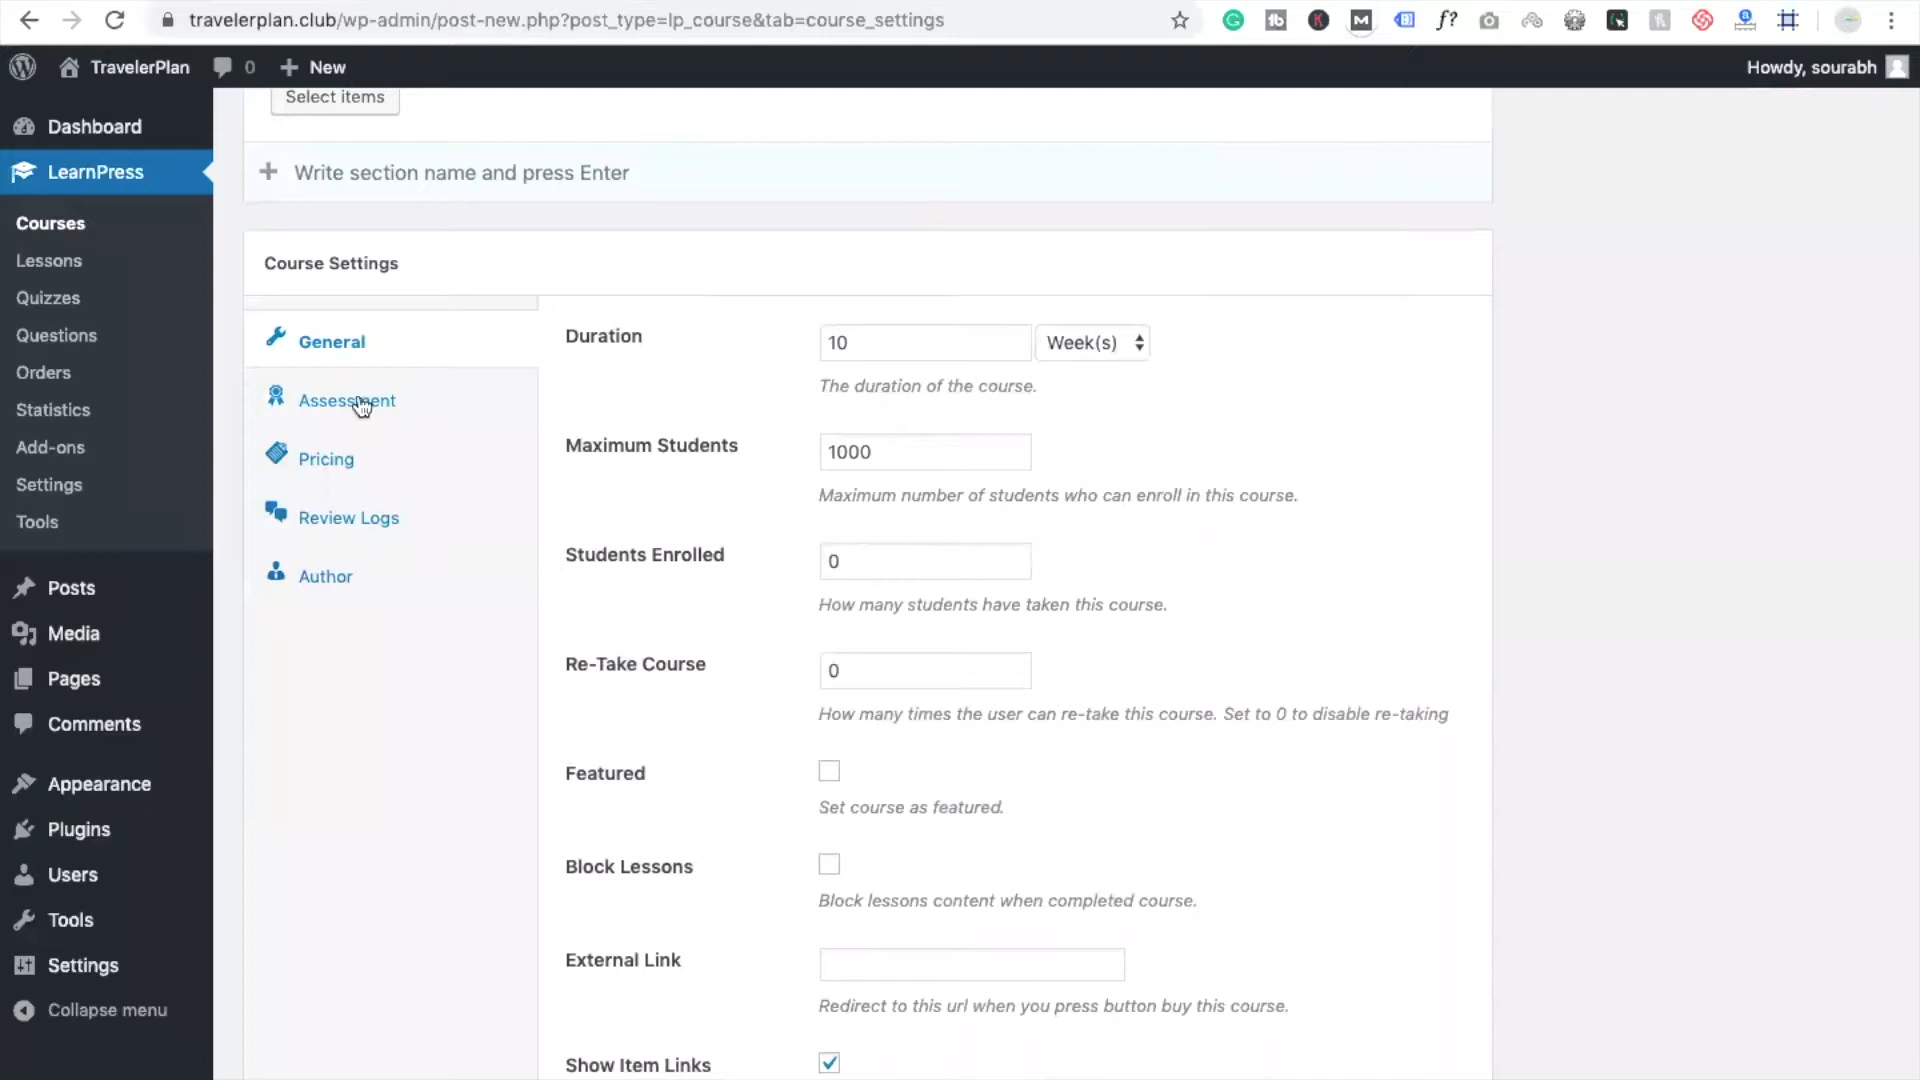 travelerplan.club/wp-admin/post-new.php?post_type=lp_course&tab=course_settings
TravelerPlan
0
New
Howdy, sourabh
Dashboard
LearnPress
Courses
Lessons
Quizzes
Questions
Orders
Statistics
Add-ons
Settings
Tools
Posts
Media
Pages
Comments
Appearance
Plugins
Users
Tools
Settings
Collapse menu
Select items
Write section name and press Enter
Course Settings
General
Assessment
Pricing
Review Logs
Author
Duration
10
Week(s)
The duration of the course.
Maximum Students
1000
Maximum number of students who can enroll in this course.
Students Enrolled
0
How many students have taken this course.
Re-Take Course
0
How many times the user can re-take this course. Set to 0 to disable re-taking
Featured
Set course as featured.
Block Lessons
Block lessons content when completed course.
External Link
Redirect to this url when you press button buy this course.
Show Item Links